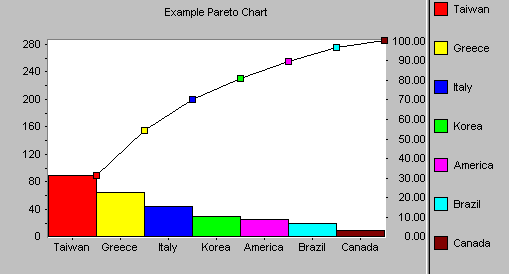 Example Pareto Chart
280
240
200
160
120
80
40
0
100.00
90.00
80.00
70.00
60.00
50.00
40.00
30.00
20.00
10.00
0.00
Taiwan Greece Italy Korea America Brazil Canada
Taiwan
Greece
Italy
Korea
America
Brazil
Canada